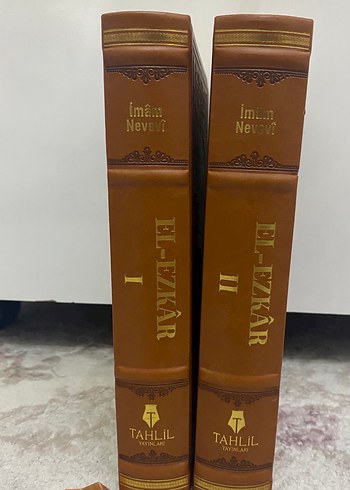 İmâm
Nevevî
EL-EZKÂR
I
TAHLİL
YAYINLARI
İmâm
Nevevî
EL-EZKÂR
II
TAHLİL
YAYINLARI